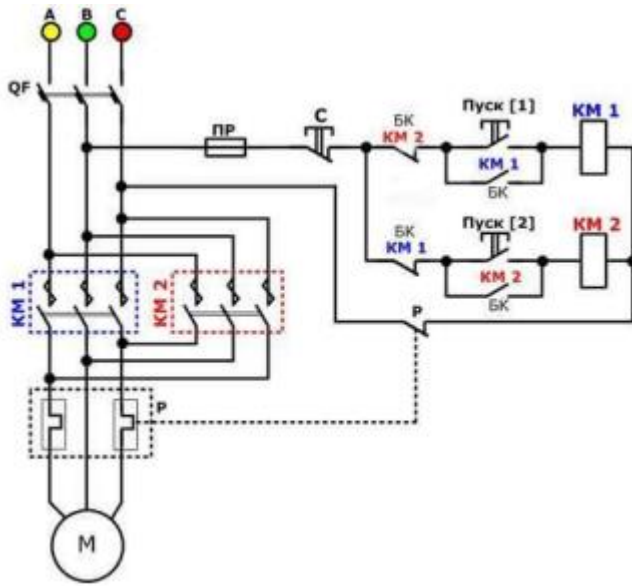 A B C
QF
ПР
С
БК
КМ 2
Пуск [1]
КМ 1
БК
КМ 1
БК
КМ 1
Пуск [2]
КМ 2
БК
КМ 2
КМ 1
КМ 2
Р
Р
М